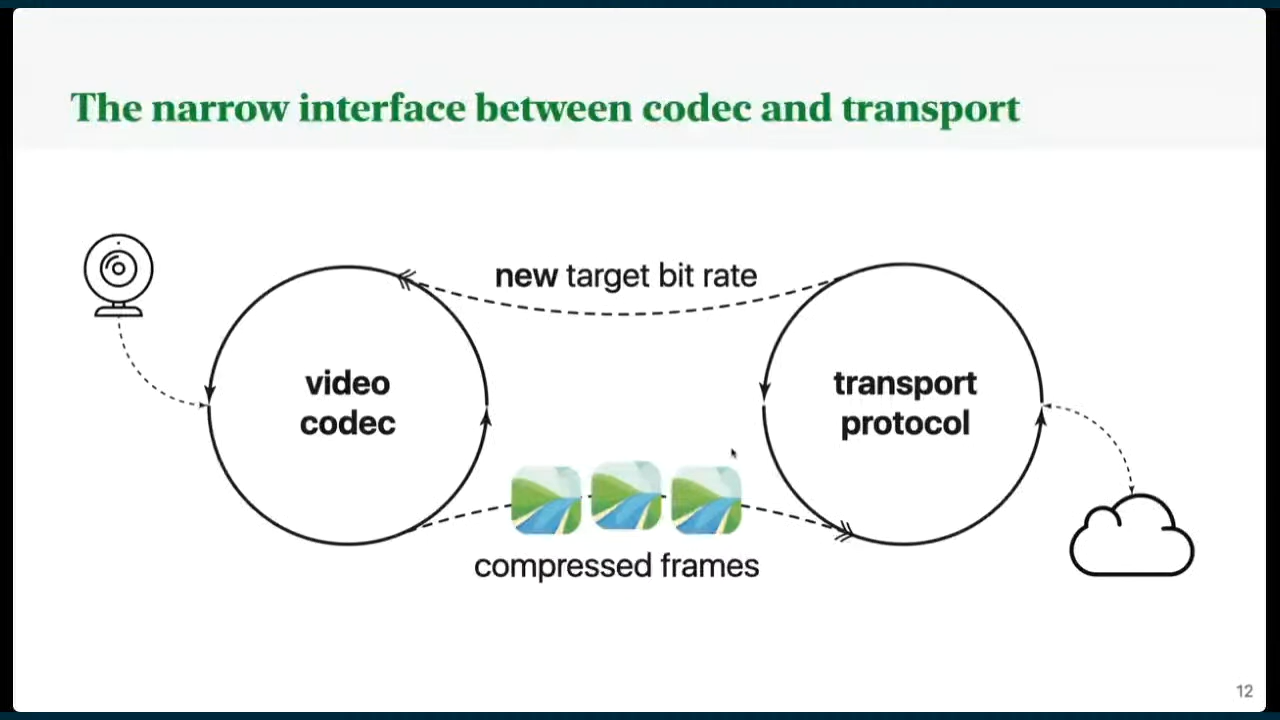 The narrow interface between codec and transport
new target bit rate
video
codec
transport
protocol
compressed frames
12